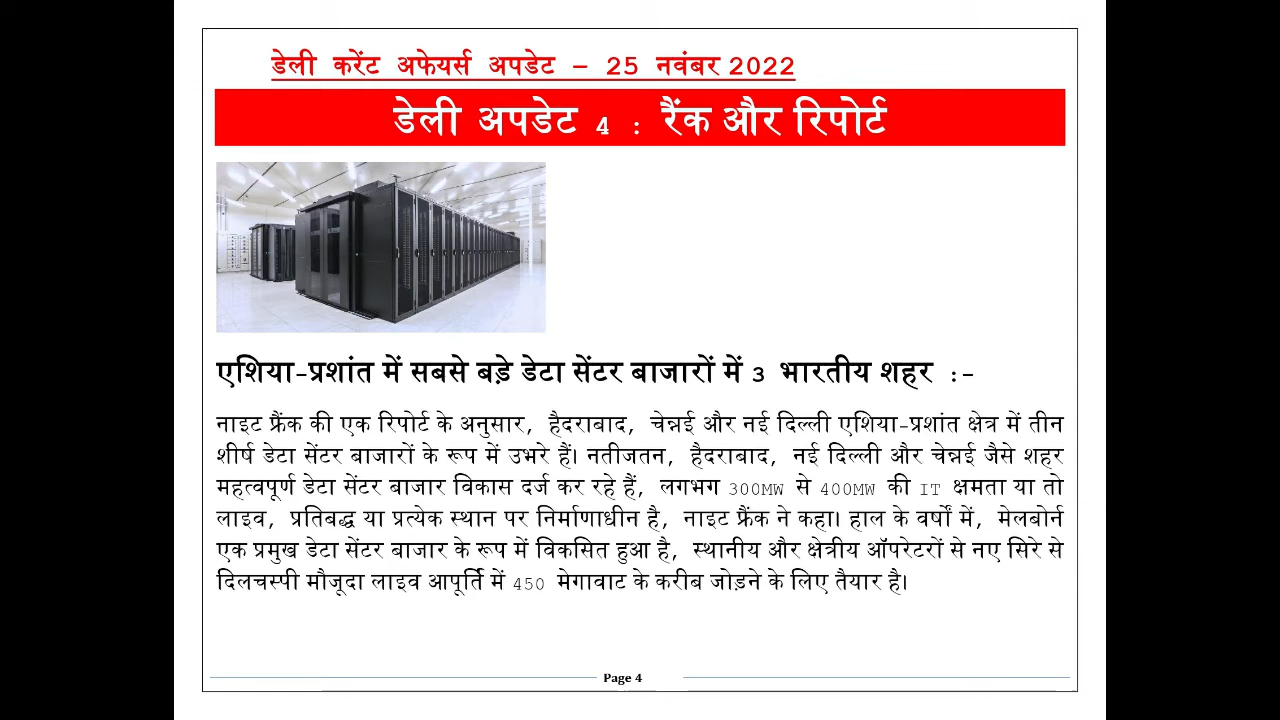 डेली करेंट अफेयर्स अपडेट – 25 नवंबर 2022
डेली अपडेट 4 : रैंक और रिपोर्ट
एशिया-प्रशांत में सबसे बड़े डेटा सेंटर बाजारों में 3 भारतीय शहर :-
नाइट फ्रैंक की एक रिपोर्ट के अनुसार, हैदराबाद, चेन्नई और नई दिल्ली एशिया-प्रशांत क्षेत्र में तीन
शीर्ष डेटा सेंटर बाजारों के रूप में उभरे हैं। नतीजतन, हैदराबाद, नई दिल्ली और चेन्नई जैसे शहर
महत्वपूर्ण डेटा सेंटर बाजार विकास दर्ज कर रहे हैं, लगभग 300MW से 400MW की IT क्षमता या तो
लाइव, प्रतिबद्ध या प्रत्येक स्थान पर निर्माणाधीन है, नाइट फ्रैंक ने कहा। हाल के वर्षों में, मेलबोर्न
एक प्रमुख डेटा सेंटर बाजार के रूप में विकसित हुआ है, स्थानीय और क्षेत्रीय ऑपरेटरों से नए सिरे से
दिलचस्पी मौजूदा लाइव आपूर्ति में 450 मेगावाट के करीब जोड़ने के लिए तैयार है।
Page 4